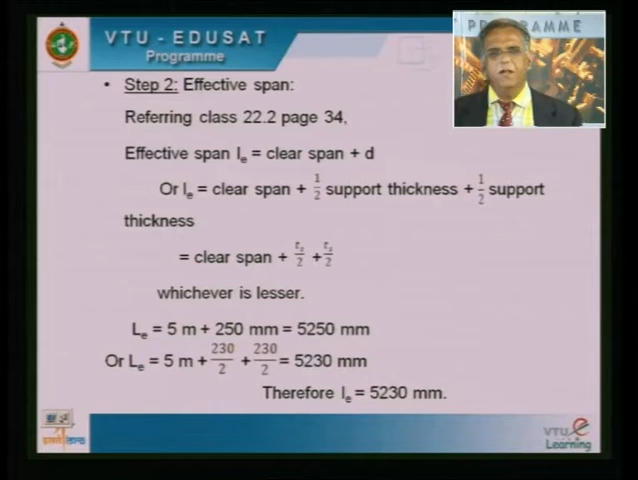 VTU - EDUSAT
Programme
PROGRAMME
• Step 2: Effective span:
Referring class 22.2 page 34,
Effective span lₑ = clear span + d
Or lₑ = clear span + 1/2 support thickness + 1/2 support
thickness
= clear span + tₛ/2 + tₛ/2
whichever is lesser.
Lₑ = 5 m + 250 mm = 5250 mm
Or Lₑ = 5 m + 230/2 + 230/2 = 5230 mm
Therefore lₑ = 5230 mm.
VTU e
Learning